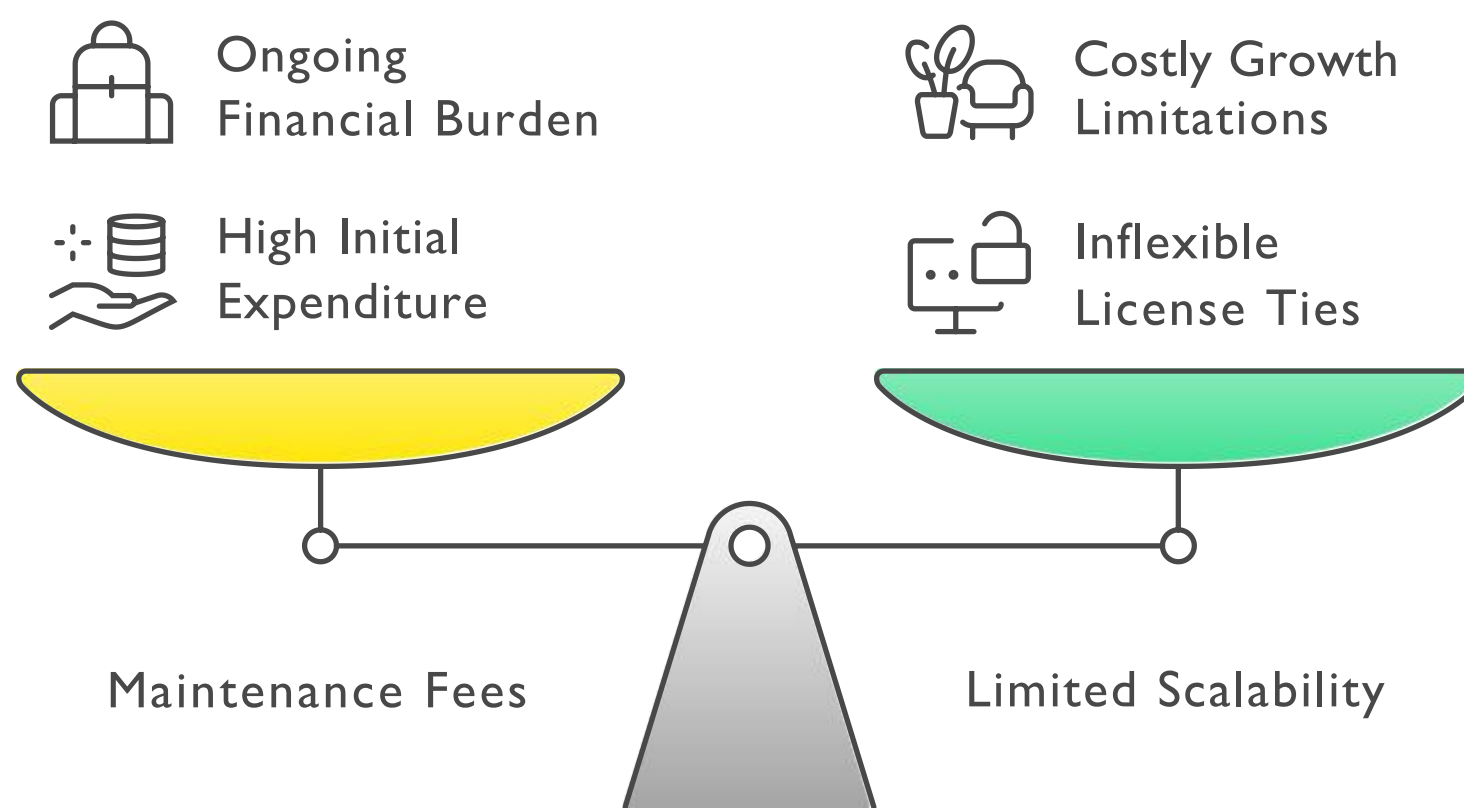 Ongoing
Financial Burden
High Initial
Expenditure
Maintenance Fees
Costly Growth
Limitations
Inflexible
License Ties
Limited Scalability